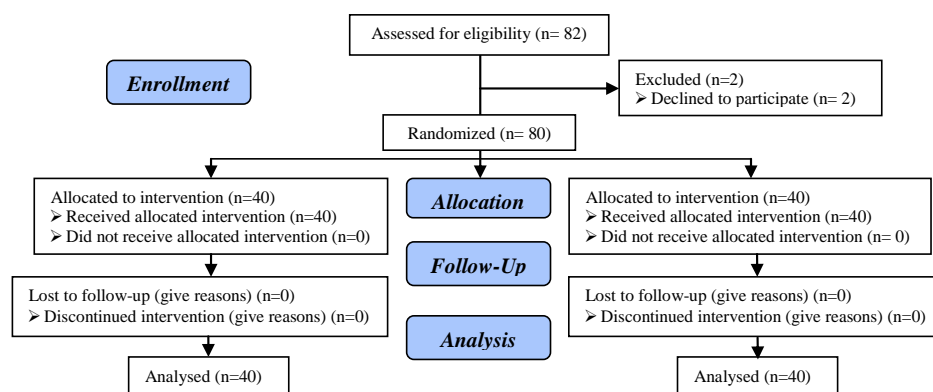 Assessed for eligibility (n= 82)
Enrollment
Excluded (n=2)
➢ Declined to participate (n= 2)
Randomized (n= 80)
Allocated to intervention (n=40)
➢ Received allocated intervention (n=40)
➢ Did not receive allocated intervention (n=0)
Allocation
Allocated to intervention (n=40)
➢ Received allocated intervention (n=40)
➢ Did not receive allocated intervention (n= 0)
Follow-Up
Lost to follow-up (give reasons) (n=0)
➢ Discontinued intervention (give reasons) (n=0)
Lost to follow-up (give reasons) (n=0)
➢ Discontinued intervention (give reasons) (n=0)
Analysis
Analysed (n=40)
Analysed (n=40)